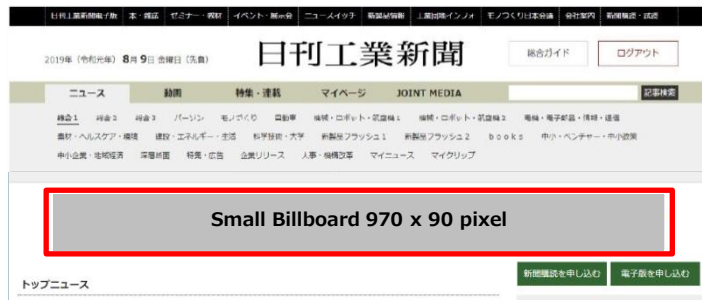 日刊工業新聞電子版 本・雑誌 セミナー・教材 イベント・展示会 ニュースイッチ 新製品情報 工業団地インフォ モノづくり日本会議 会社案内 新聞購読・試読
2019年 (令和元年) 8月 9日 金曜日 (先負)
日刊工業新聞
総合ガイド
ログアウト
ニュース 動画 特集・連載 マイページ JOINT MEDIA 記事検索
総合1 総合2 総合3 パーソン モノづくり 自動車 機械・ロボット・航空機1 機械・ロボット・航空機2 電機・電子部品・情報・通信
素材・ヘルスケア・環境 建設・エネルギー・生活 科学技術・大学 新製品フラッシュ1 新製品フラッシュ2 books 中小・ベンチャー・中小政策
中小企業・地域経済 深層断面 特集・広告 企業リリース 人事・機構改革 マイニュース マイクリップ
Small Billboard 970 x 90 pixel
新聞購読を申し込む 電子版を申し込む
トップニュース